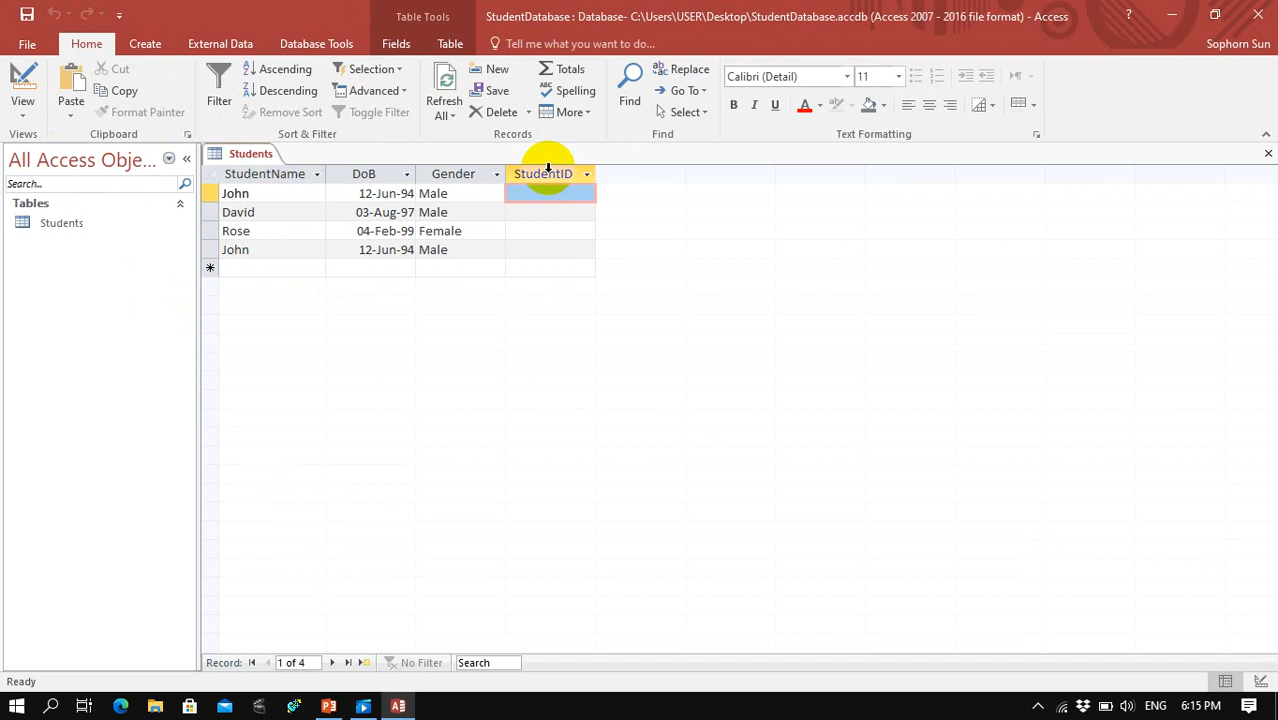 Table Tools
StudentDatabase : Database- C:\Users\USER\Desktop\StudentDatabase.accdb (Access 2007 - 2016 file format) - Access
?
File Home Create External Data Database Tools Fields Table Tell me what you want to do... Sophorn Sun
View
Views
Paste
Cut
Copy
Format Painter
Clipboard
Filter
Ascending
Descending
Remove Sort
Selection
Advanced
Toggle Filter
Sort & Filter
Refresh
All
New
Save
Delete
Totals
Spelling
More
Records
Find
Replace
Go To
Select
Find
Calibri (Detail) 11
B I U A
Text Formatting
All Access Obje...
Search...
Tables
Students
Students
StudentName DoB Gender StudentID
John 12-Jun-94 Male
David 03-Aug-97 Male
Rose 04-Feb-99 Female
John 12-Jun-94 Male
Record: 1 of 4 No Filter Search
Ready
ENG 6:15 PM